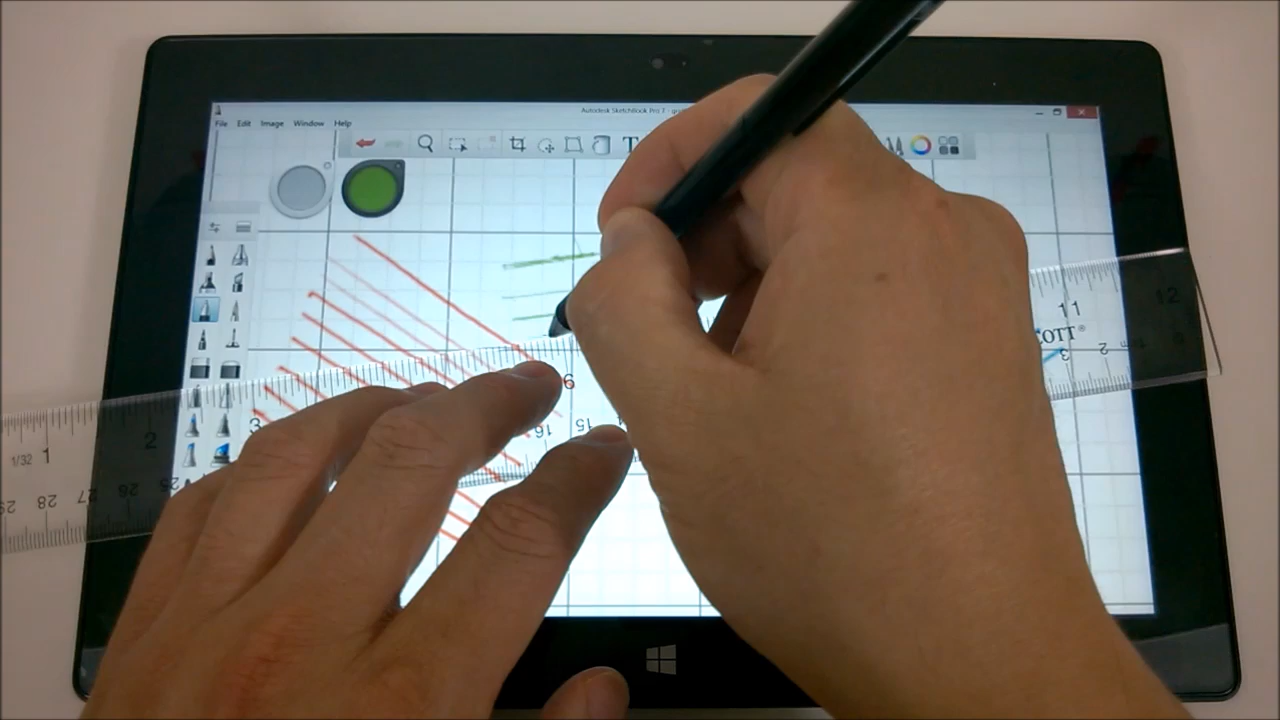 Autodesk SketchBook Pro 7
File Edit Image Window Help
T
11 12
3 2
1/32 1 2 3 6
29 28 27 26 25 16 15